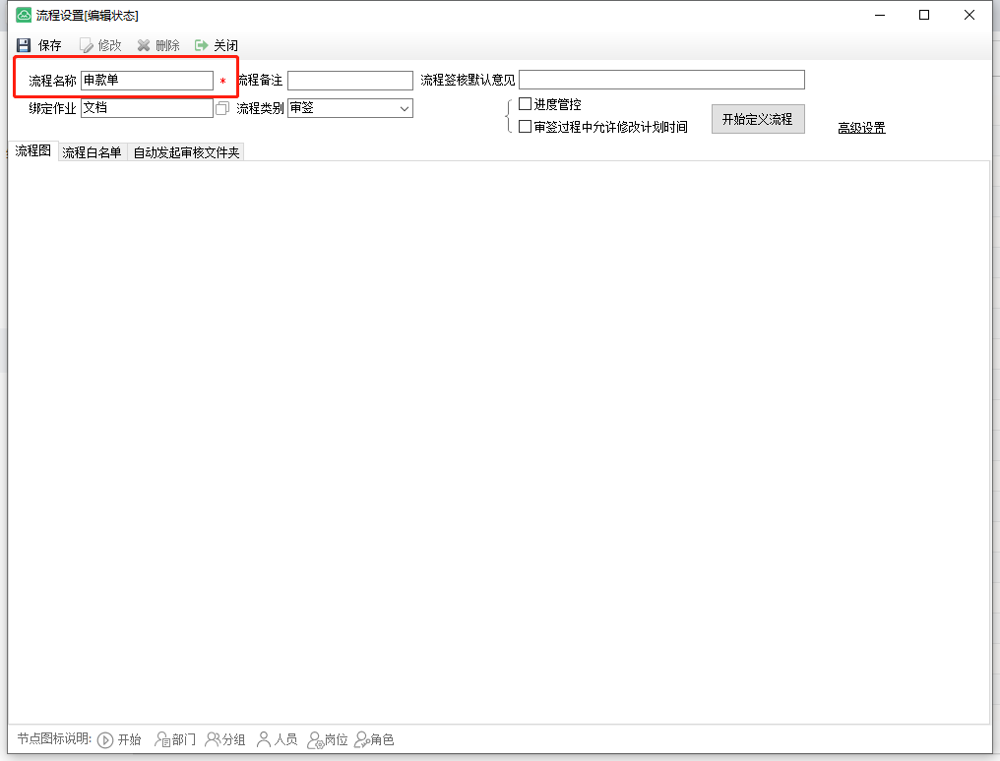 流程设置[编辑状态]
保存 修改 删除 关闭
流程名称 申款单 * 流程备注 流程签核默认意见
绑定作业 文档 流程类别 审签 进度管控
审签过程中允许修改计划时间 开始定义流程 高级设置
流程图 流程白名单 自动发起审核文件夹
节点图标说明: 开始 部门 分组 人员 岗位 角色